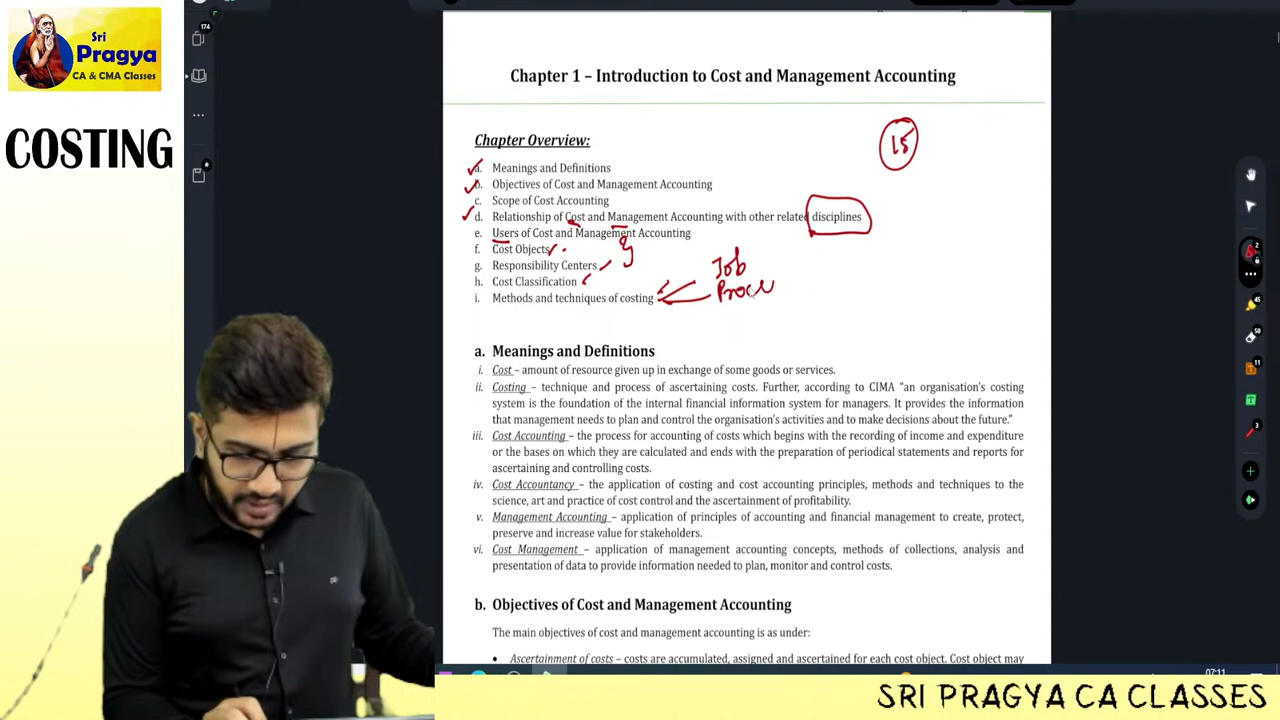 Sri
Pragya
CA & CMA Classes
COSTING
174
Chapter 1 – Introduction to Cost and Management Accounting
Chapter Overview:
15
a. Meanings and Definitions
b. Objectives of Cost and Management Accounting
c. Scope of Cost Accounting
d. Relationship of Cost and Management Accounting with other related disciplines
e. Users of Cost and Management Accounting
f. Cost Objects
g. Responsibility Centers
Job
h. Cost Classification
i. Methods and techniques of costing
a. Meanings and Definitions
i. Cost – amount of resource given up in exchange of some goods or services.
ii. Costing – technique and process of ascertaining costs. Further, according to CIMA “an organisation’s costing
system is the foundation of the internal financial information system for managers. It provides the information
that management needs to plan and control the organisation’s activities and to make decisions about the future.”
iii. Cost Accounting – the process for accounting of costs which begins with the recording of income and expenditure
or the bases on which they are calculated and ends with the preparation of periodical statements and reports for
ascertaining and controlling costs.
iv. Cost Accountancy – the application of costing and cost accounting principles, methods and techniques to the
science, art and practice of cost control and the ascertainment of profitability.
v. Management Accounting – application of principles of accounting and financial management to create, protect,
preserve and increase value for stakeholders.
vi. Cost Management – application of management accounting concepts, methods of collections, analysis and
presentation of data to provide information needed to plan, monitor and control costs.
b. Objectives of Cost and Management Accounting
The main objectives of cost and management accounting is as under:
• Ascertainment of costs – costs are accumulated, assigned and ascertained for each cost object. Cost object may
2
45
50
11
3
07:11
SRI PRAGYA CA CLASSES